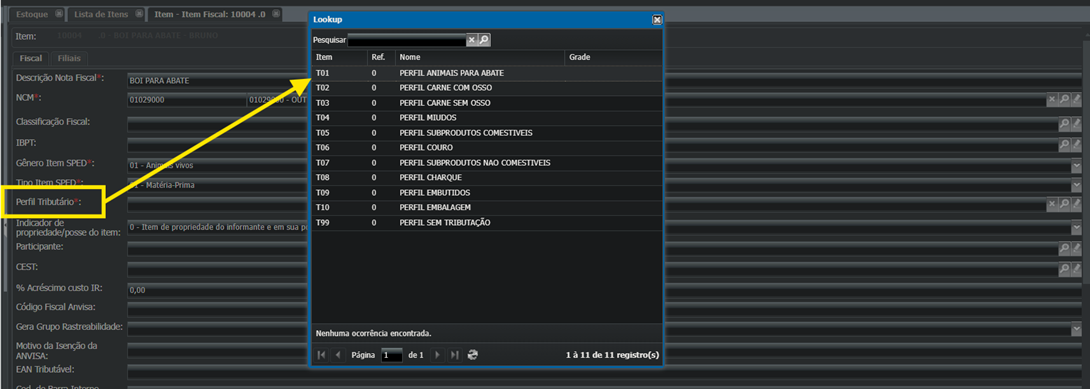 Estoque
Lista de Itens
Item - Item Fiscal: 10004 .0
Item: 10004 .0 - BOI PARA ABATE - BRUNO
Fiscal
Filiais
Descrição Nota Fiscal*: BOI PARA ABATE
NCM*: 01029000 01029000 - OUT
Classificação Fiscal:
IBPT:
Gênero Item SPED*: 01 - Animais vivos
Tipo Item SPED*: 01 - Matéria-Prima
Perfil Tributário*:
Indicador de
propriedade/posse do item: 0 - Item de propriedade do informante e em sua p
Participante:
CEST:
% Acréscimo custo IR: 0,00
Código Fiscal Anvisa:
Gera Grupo Rastreabilidade:
Motivo da Isenção da
ANVISA:
EAN Tributável:
Cod. de Barra Interno
Lookup
Pesquisar
Item Ref. Nome Grade
T01 0 PERFIL ANIMAIS PARA ABATE
T02 0 PERFIL CARNE COM OSSO
T03 0 PERFIL CARNE SEM OSSO
T04 0 PERFIL MIUDOS
T05 0 PERFIL SUBPRODUTOS COMESTIVEIS
T06 0 PERFIL COURO
T07 0 PERFIL SUBPRODUTOS NAO COMESTIVEIS
T08 0 PERFIL CHARQUE
T09 0 PERFIL EMBUTIDOS
T10 0 PERFIL EMBALAGEM
T99 0 PERFIL SEM TRIBUTAÇÃO
Nenhuma ocorrência encontrada.
Página 1 de 1
1 à 11 de 11 registro(s)